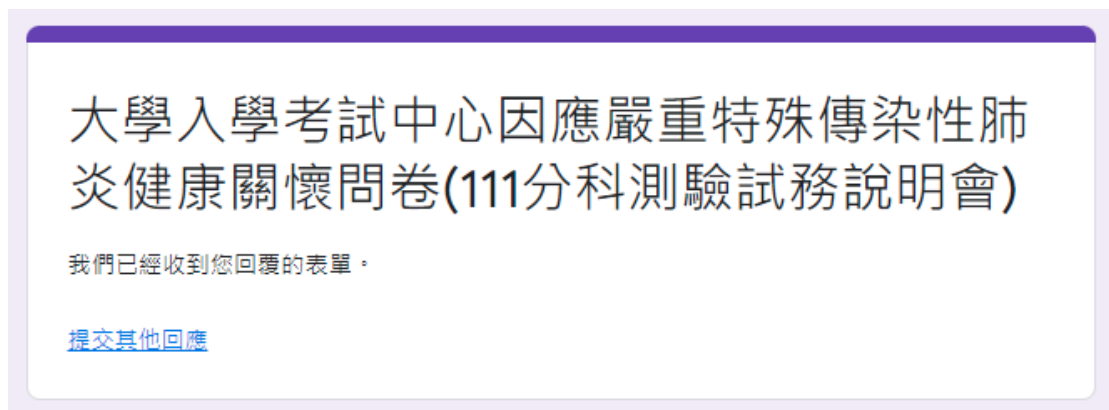 大學入學考試中心因應嚴重特殊傳染性肺
炎健康關懷問卷(111分科測驗試務說明會)
我們已經收到您回覆的表單。
提交其他回應